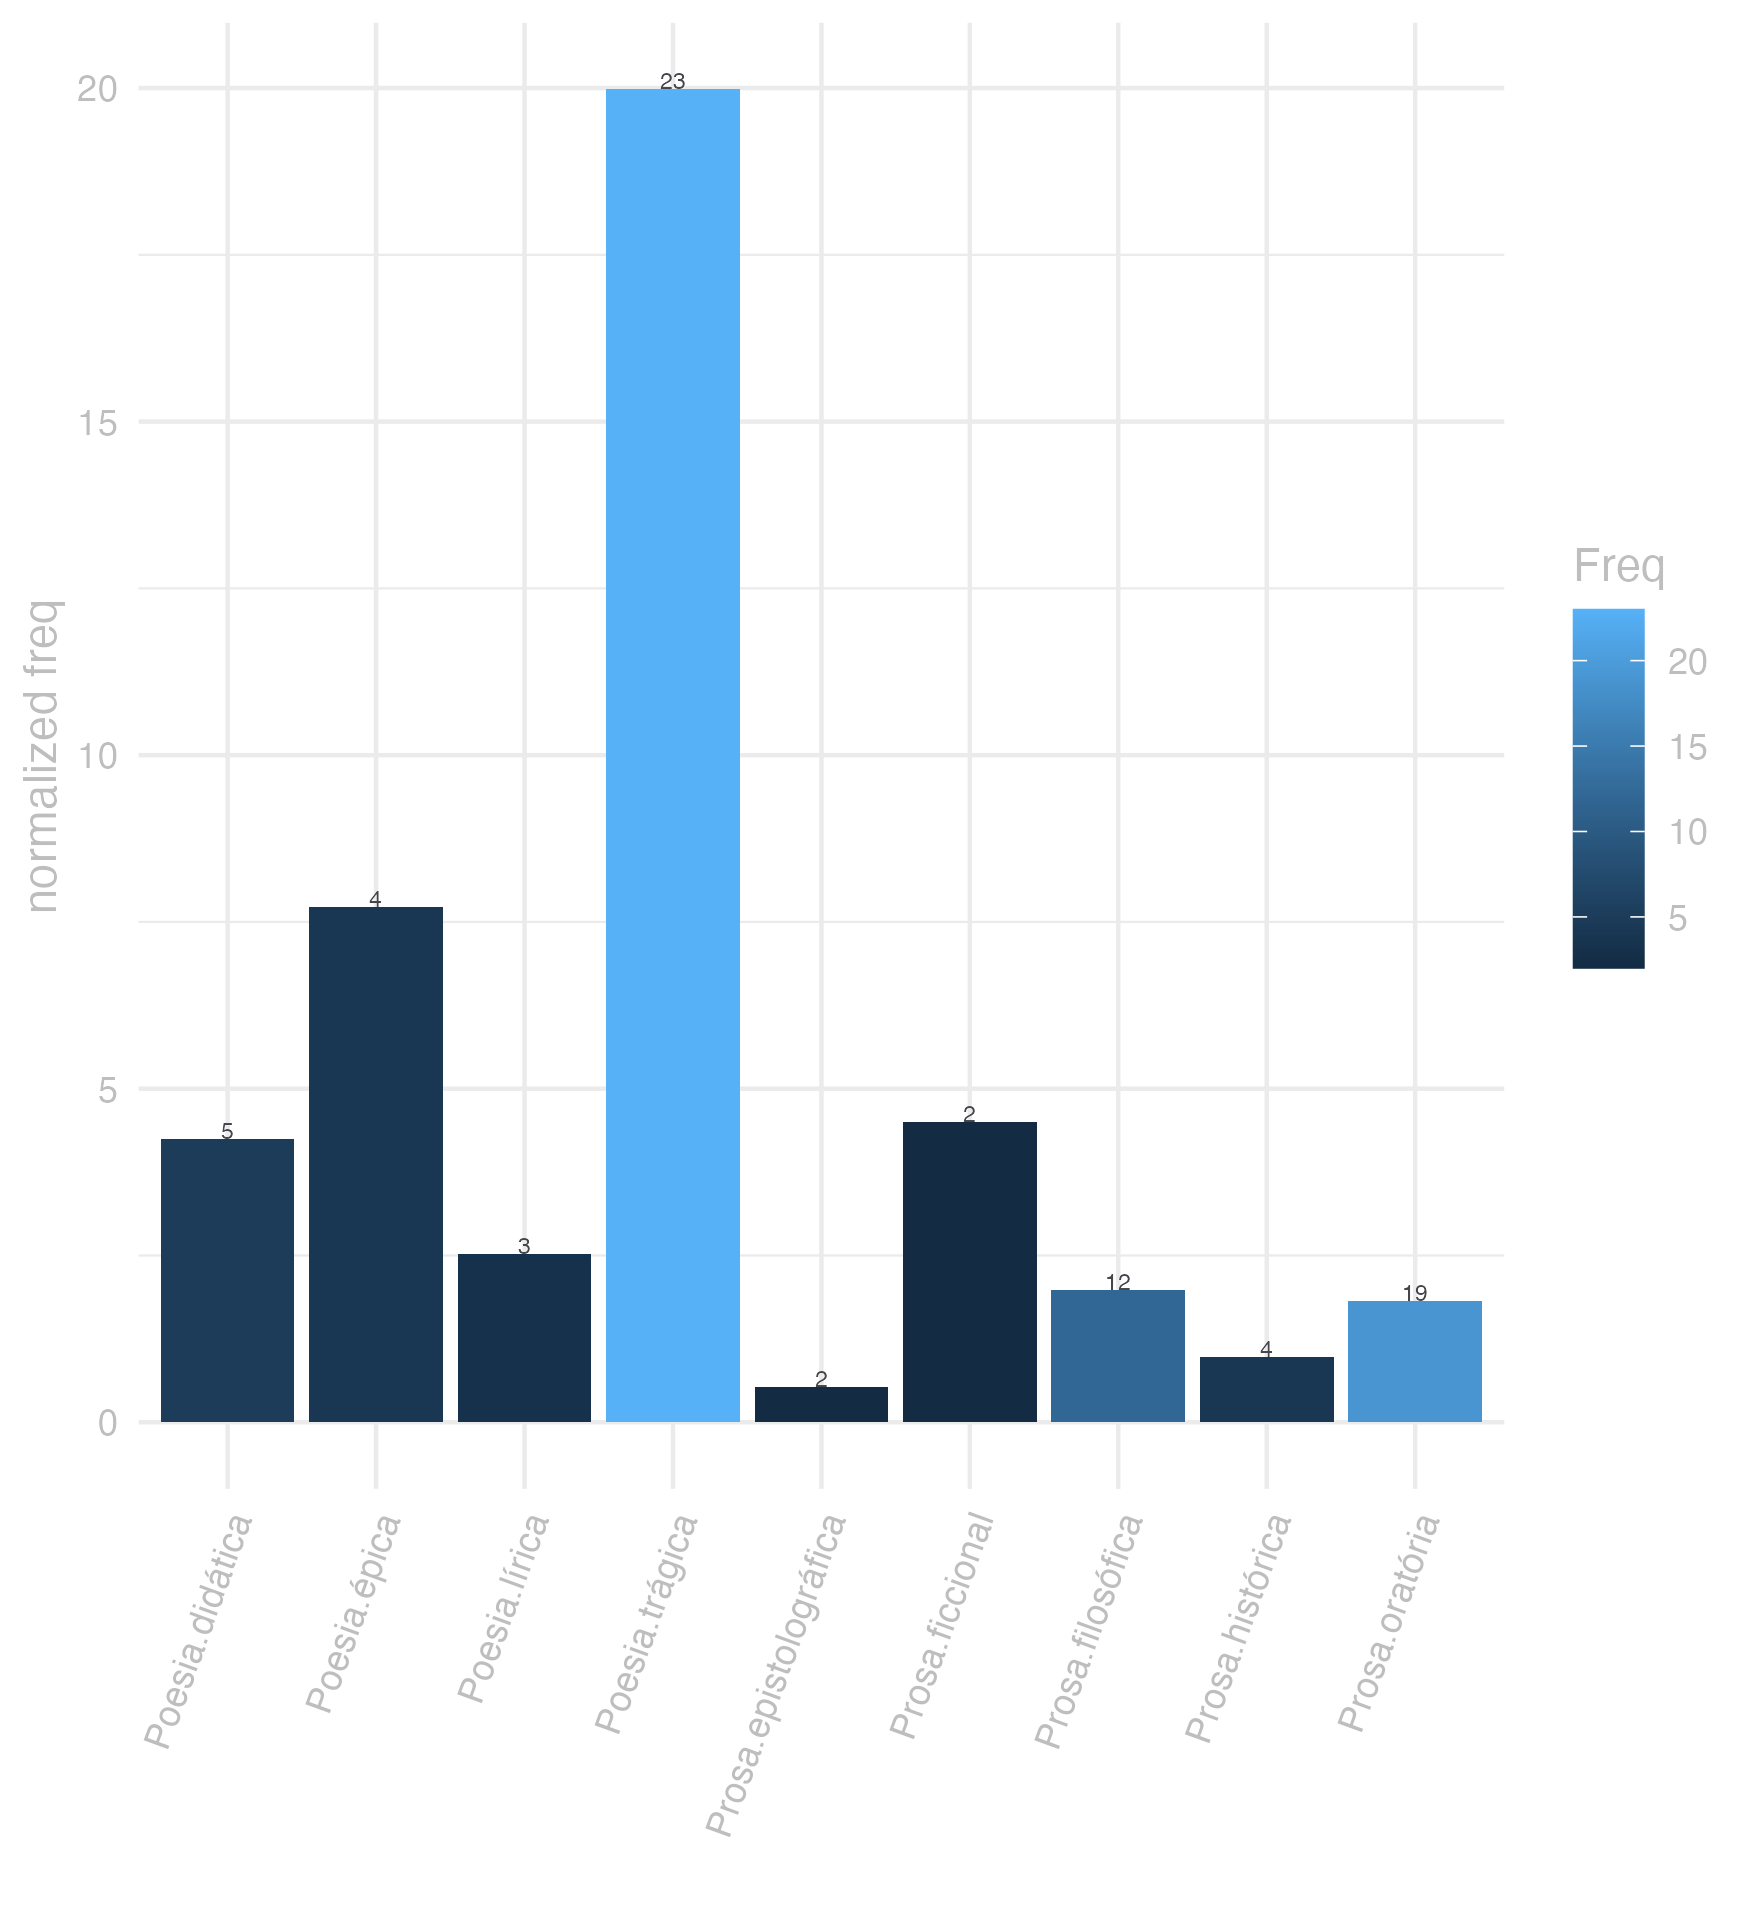 normalized freq
20
15
10
5
0
5
4
3
23
2
2
12
4
19
Poesia.didática
Poesia.épica
Poesia.lírica
Poesia.trágica
Prosa.epistolográfica
Prosa.ficcional
Prosa.filosófica
Prosa.histórica
Prosa.oratória
Freq
20
15
10
5